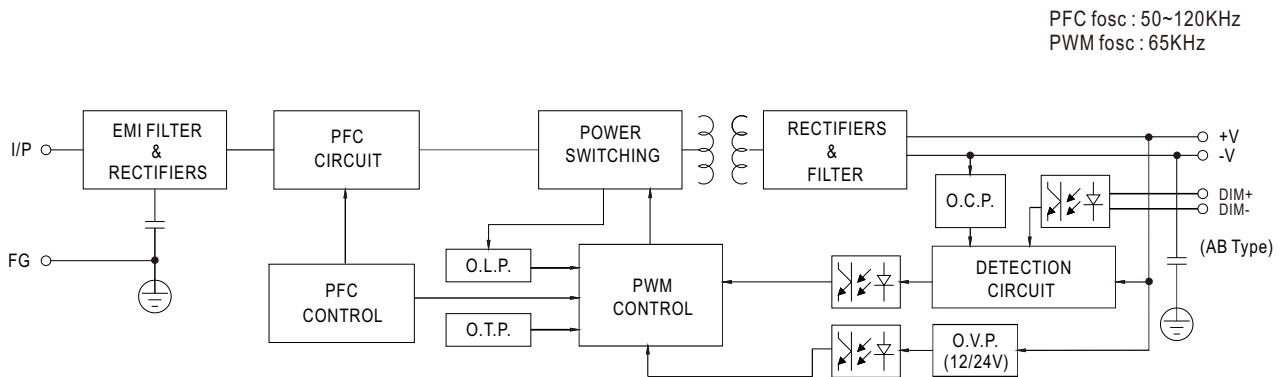 PFC fosc : 50~120KHz
PWM fosc : 65KHz
I/P
EMI FILTER
&
RECTIFIERS
PFC
CIRCUIT
POWER
SWITCHING
RECTIFIERS
&
FILTER
+V
-V
O.C.P.
DIM+
DIM-
(AB Type)
FG
O.L.P.
PFC
CONTROL
O.T.P.
PWM
CONTROL
DETECTION
CIRCUIT
O.V.P.
(12/24V)